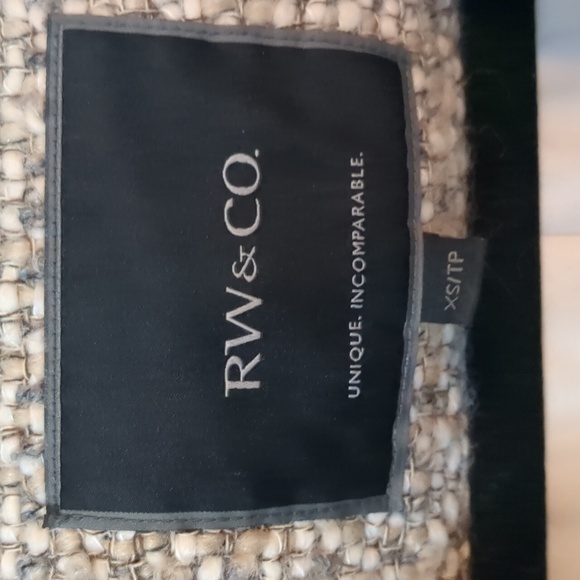 RW & CO.
UNIQUE. INCOMPARABLE.
XS/TP